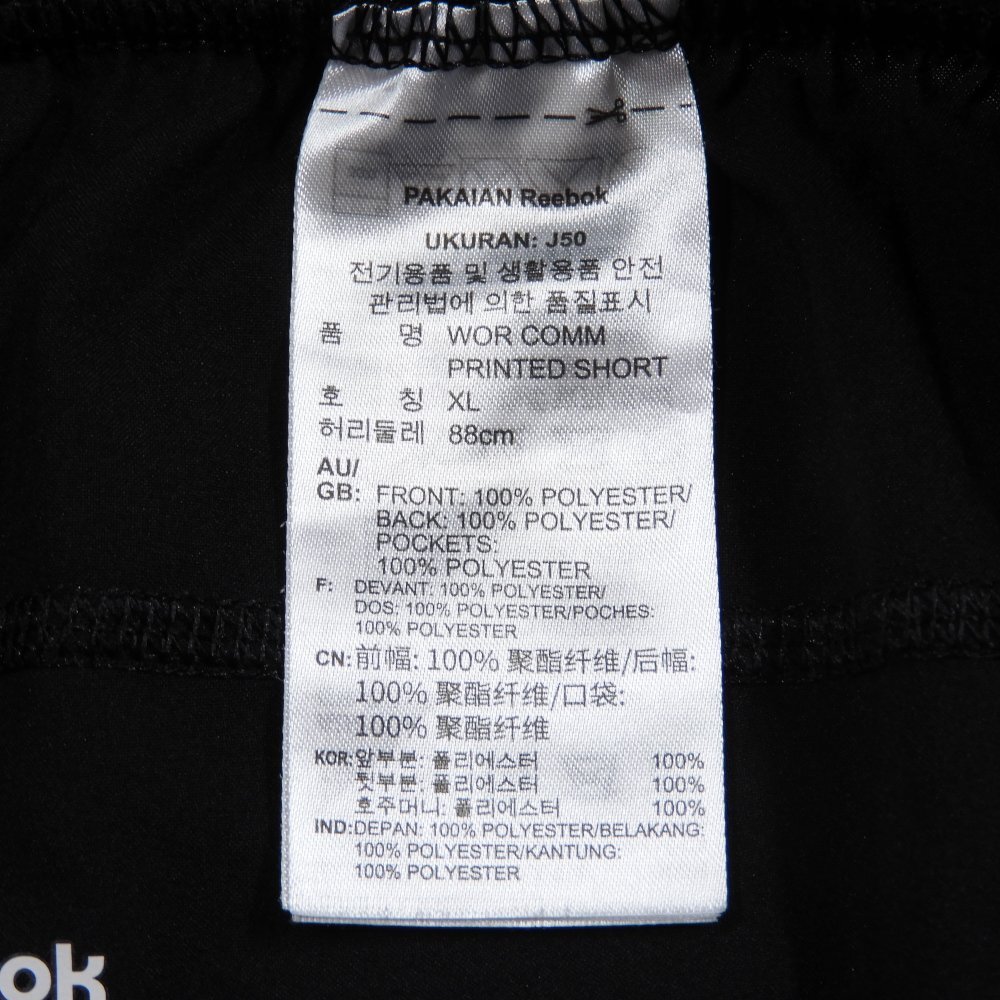 PAKAIAN Reebok
UKURAN: J50
전기용품 및 생활용품 안전
관리법에 의한 품질표시
품 명 WOR COMM
PRINTED SHORT
호 칭 XL
허리둘레 88cm
AU/
GB: FRONT: 100% POLYESTER/
BACK: 100% POLYESTER/
POCKETS:
100% POLYESTER
F: DEVANT: 100% POLYESTER/
DOS: 100% POLYESTER/POCHES:
100% POLYESTER
CN: 前幅: 100% 聚酯纤维/后幅:
100% 聚酯纤维/口袋:
100% 聚酯纤维
KOR: 앞부분: 폴리에스터 100%
뒷부분: 폴리에스터 100%
호주머니: 폴리에스터 100%
IND: DEPAN: 100% POLYESTER/BELAKANG:
100% POLYESTER/KANTUNG:
100% POLYESTER
ok